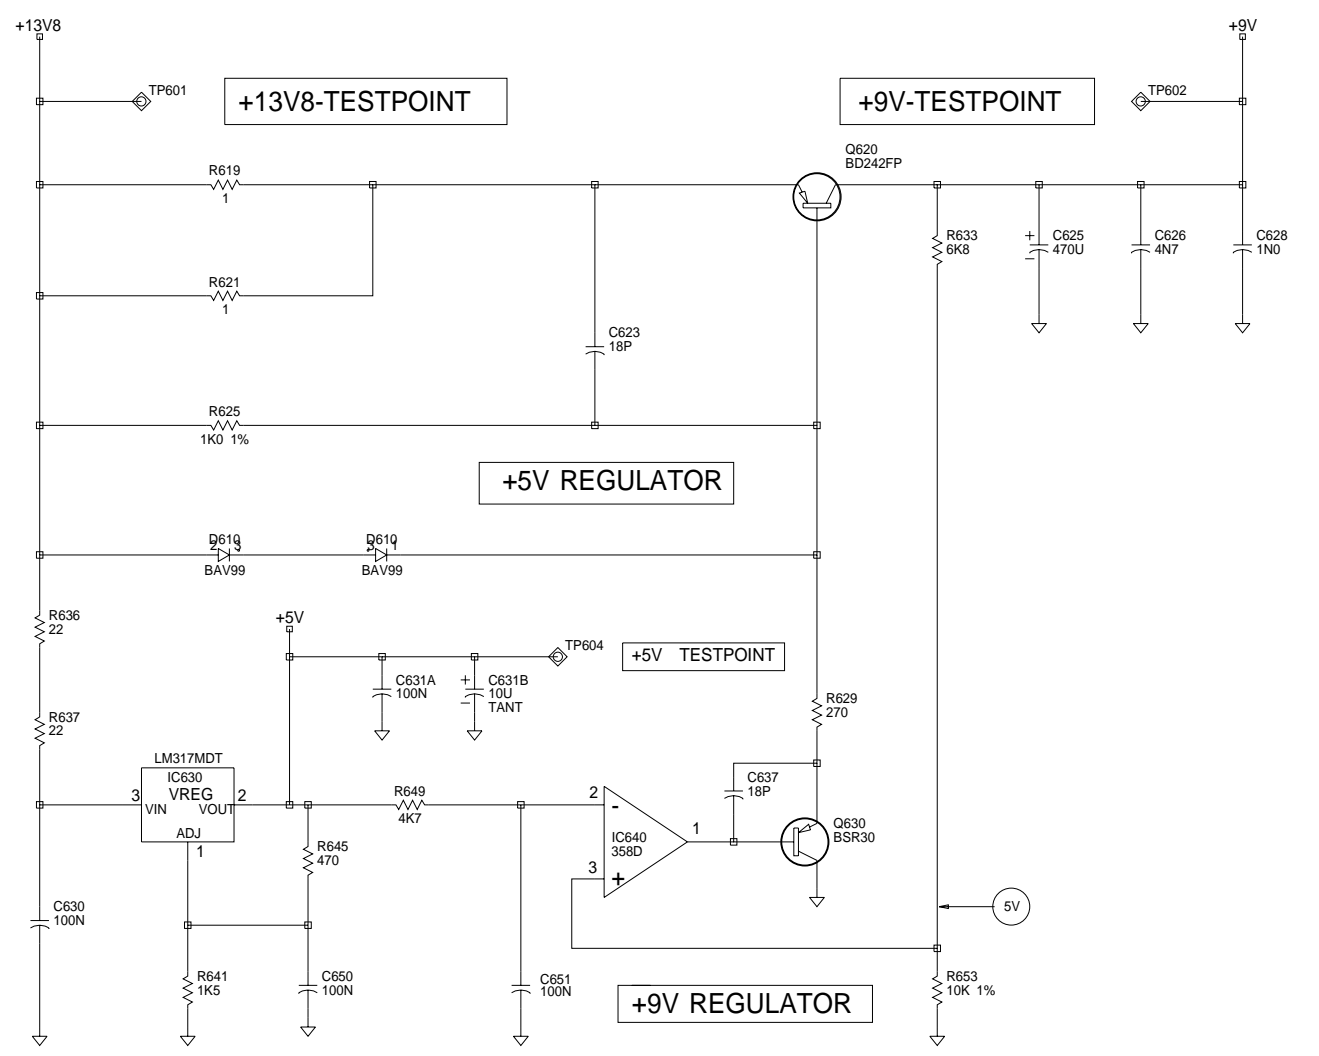 +13V8
+9V
TP601
+13V8-TESTPOINT
+9V-TESTPOINT
TP602
Q620
BD242FP
R619
1
R633
6K8
+
C625
470U
–
C626
4N7
C628
1N0
R621
1
C623
18P
R625
1K0 1%
+5V REGULATOR
D610
2 3
BAV99
D610
3 1
BAV99
R636
22
+5V
TP604
+5V TESTPOINT
C631A
100N
+
C631B
10U
–
TANT
R629
270
R637
22
LM317MDT
IC630
VREG
3
VIN
2
VOUT
ADJ
1
R649
4K7
C637
18P
2
-
IC640
358D
1
3
+
Q630
BSR30
R645
470
C630
100N
5V
R641
1K5
C650
100N
C651
100N
R653
10K 1%
+9V REGULATOR